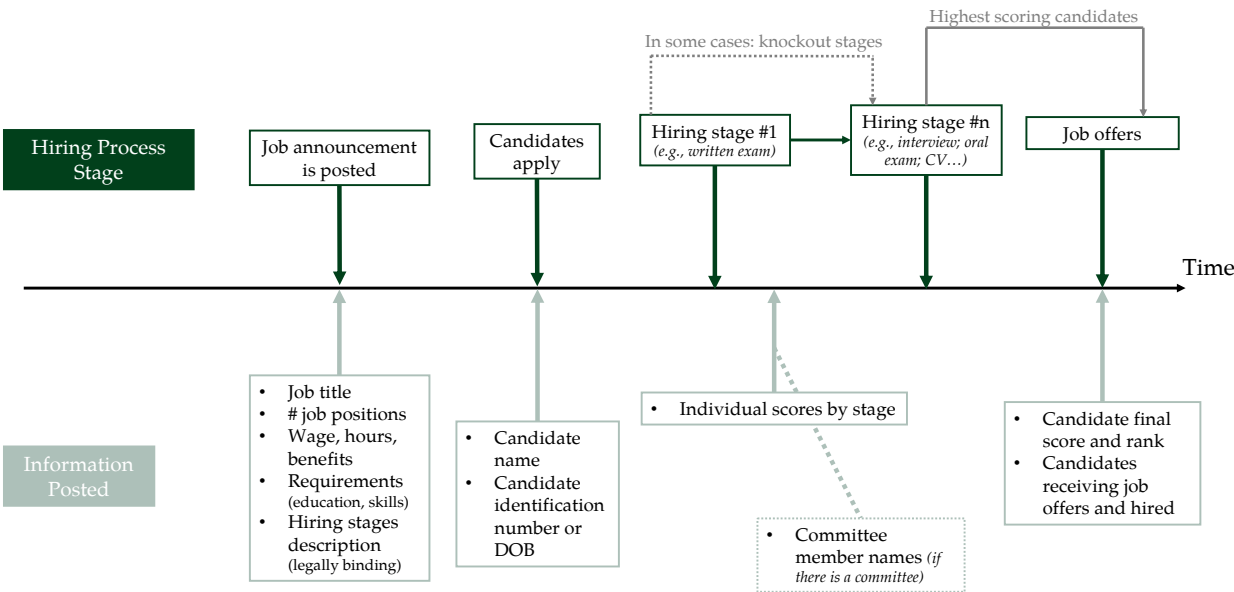 Highest scoring candidates
In some cases: knockout stages
Hiring Process
Stage
Job announcement
is posted
Candidates
apply
Hiring stage #1
(e.g., written exam)
Hiring stage #n
(e.g., interview; oral
exam; CV…)
Job offers
Time
Information
Posted
• Job title
• # job positions
• Wage, hours,
benefits
• Requirements
(education, skills)
• Hiring stages
description
(legally binding)
• Candidate
name
• Candidate
identification
number or
DOB
• Individual scores by stage
• Committee
member names (if
there is a committee)
• Candidate final
score and rank
• Candidates
receiving job
offers and hired